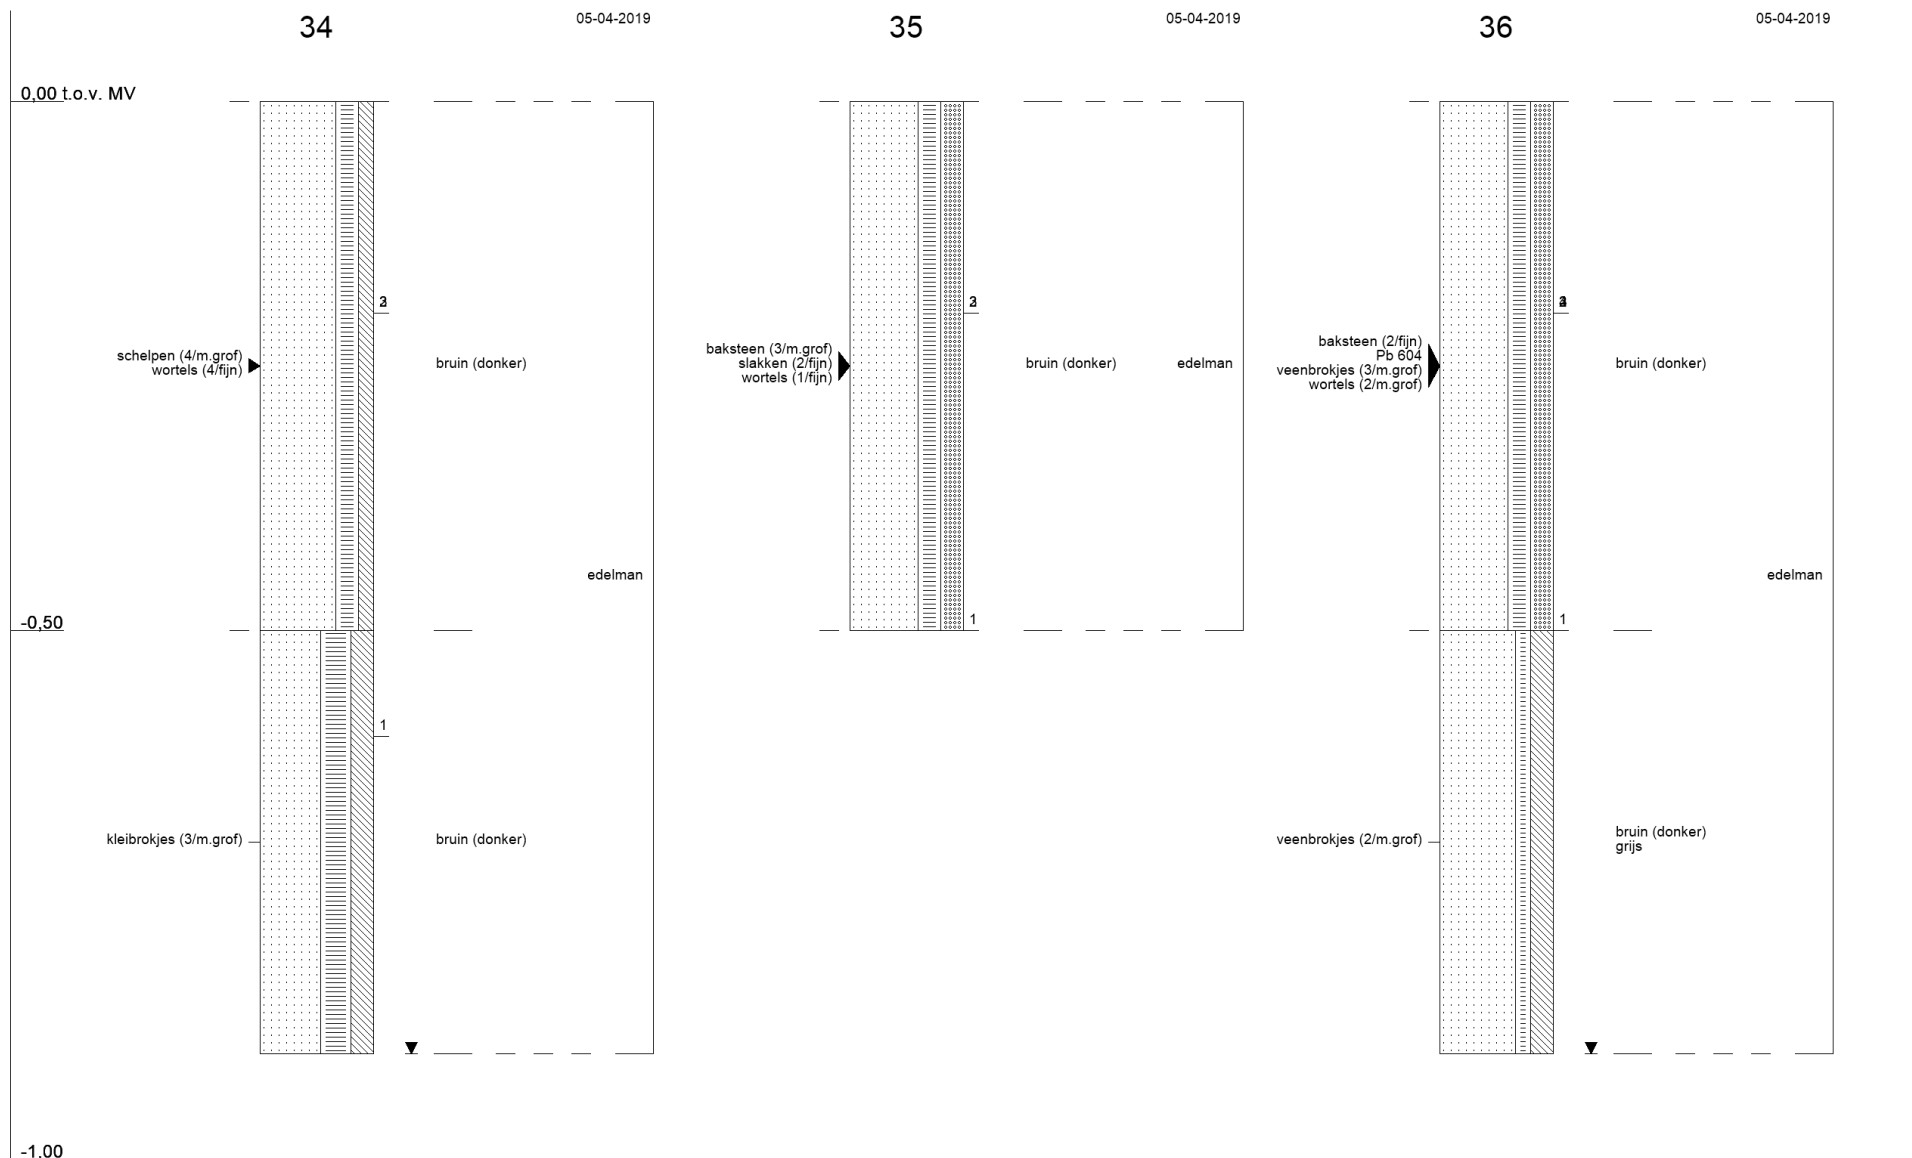 34
05-04-2019
35
05-04-2019
36
05-04-2019
0,00 t.o.v. MV
schelpen (4/m.grof)
wortels (4/fijn)
bruin (donker)
edelman
-0,50
1
kleibrokjes (3/m.grof)
bruin (donker)
baksteen (3/m.grof)
slakken (2/fijn)
wortels (1/fijn)
bruin (donker)
edelman
1
baksteen (2/fijn)
Pb 604
veenbrokjes (3/m.grof)
wortels (2/m.grof)
bruin (donker)
edelman
1
veenbrokjes (2/m.grof)
bruin (donker)
grijs
-1,00